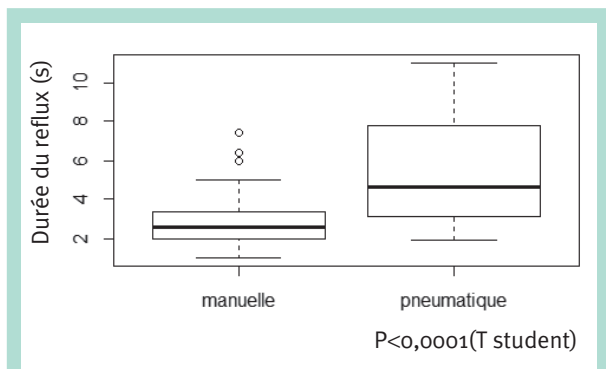 Durée du reflux (s)
10
8
6
4
2
manuelle pneumatique
P<0,0001(T student)